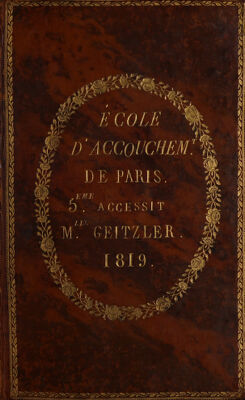 ÉCOLE
D'ACCOUCHEM.T
DE PARIS.
5.EME ACCESSIT
M.LLE GEITZLER.
1819.